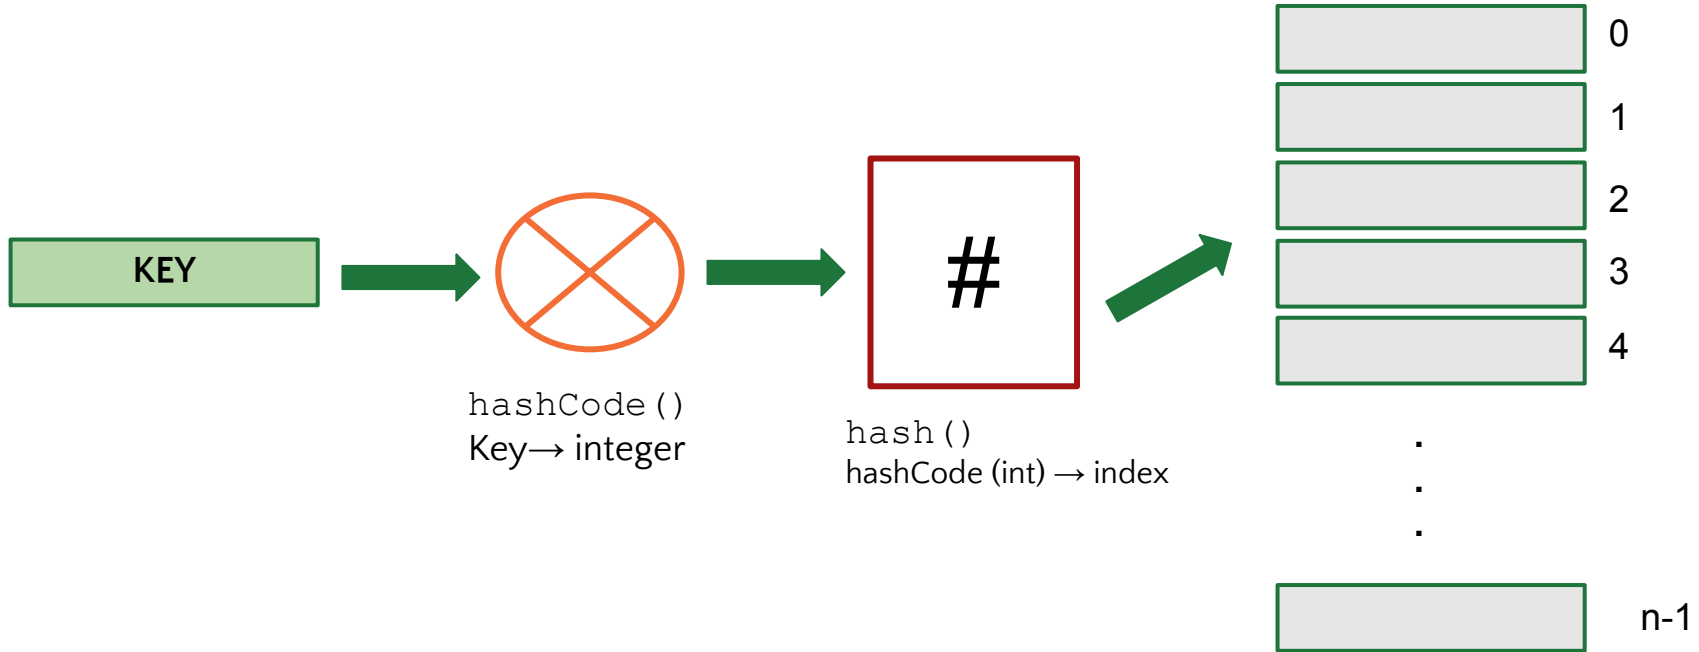 KEY
hashCode()
Key→ integer
#
hash()
hashCode (int) → index
0
1
2
3
4
.
.
.
n-1